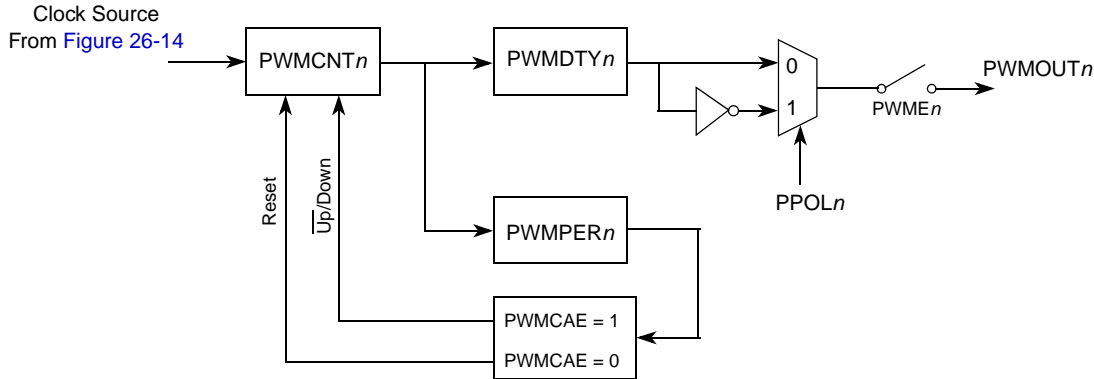 Clock Source
From Figure 26-14
PWMCNTn
PWMDTYn
0
1
PWMEn
PWMOUTn
PPOLn
Reset
Up/Down
PWMPERn
PWMCAE = 1
PWMCAE = 0